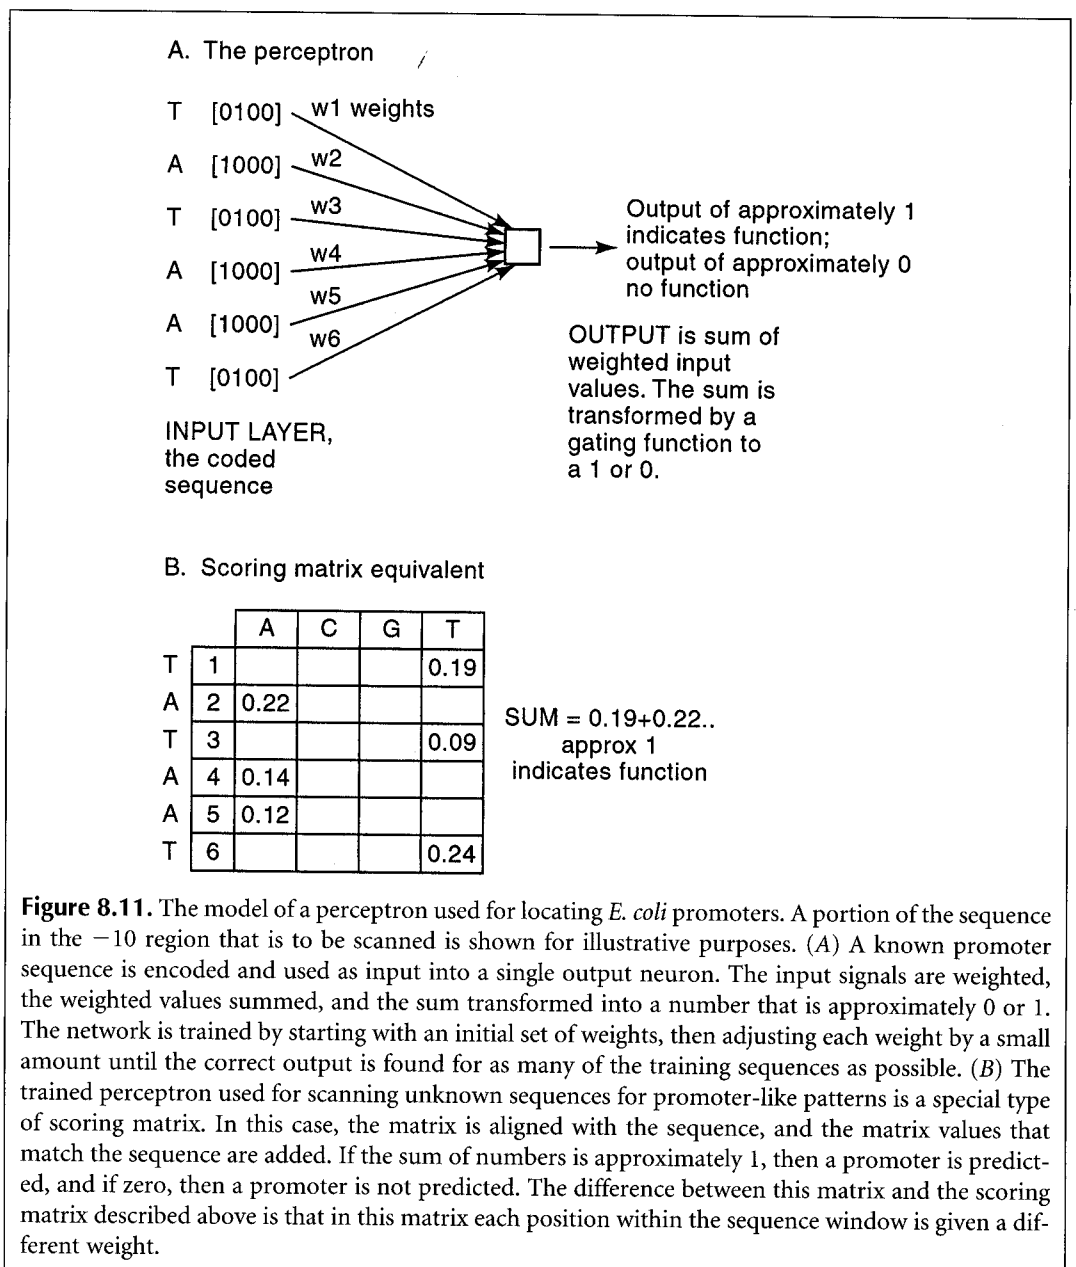 A. The perceptron
T [0100] w1 weights
A [1000] w2
T [0100] w3
A [1000] w4
A [1000] w5
T [0100] w6
INPUT LAYER,
the coded
sequence
Output of approximately 1
indicates function;
output of approximately 0
no function
OUTPUT is sum of
weighted input
values. The sum is
transformed by a
gating function to
a 1 or 0.
B. Scoring matrix equivalent
A C G T
T 1 0.19
A 2 0.22
T 3 0.09
A 4 0.14
A 5 0.12
T 6 0.24
SUM = 0.19+0.22..
approx 1
indicates function
Figure 8.11. The model of a perceptron used for locating E. coli promoters. A portion of the sequence
in the −10 region that is to be scanned is shown for illustrative purposes. (A) A known promoter
sequence is encoded and used as input into a single output neuron. The input signals are weighted,
the weighted values summed, and the sum transformed into a number that is approximately 0 or 1.
The network is trained by starting with an initial set of weights, then adjusting each weight by a small
amount until the correct output is found for as many of the training sequences as possible. (B) The
trained perceptron used for scanning unknown sequences for promoter-like patterns is a special type
of scoring matrix. In this case, the matrix is aligned with the sequence, and the matrix values that
match the sequence are added. If the sum of numbers is approximately 1, then a promoter is predict-
ed, and if zero, then a promoter is not predicted. The difference between this matrix and the scoring
matrix described above is that in this matrix each position within the sequence window is given a dif-
ferent weight.